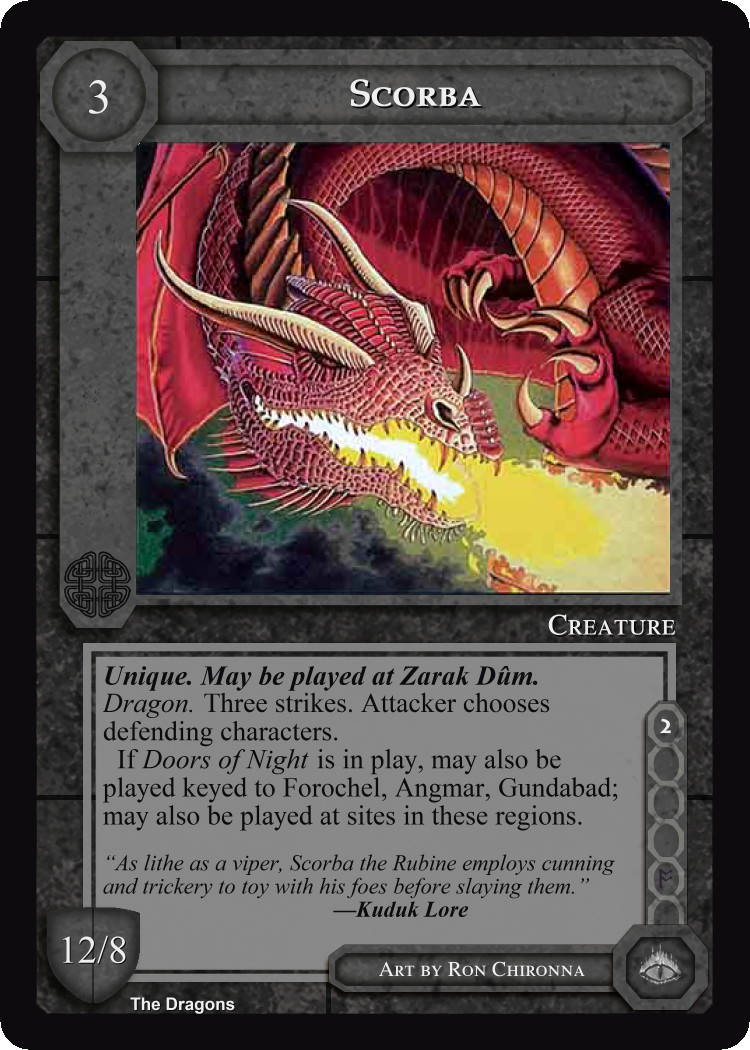 3
Scorba
Creature
Unique. May be played at Zarak Dûm.
Dragon. Three strikes. Attacker chooses
defending characters.
If Doors of Night is in play, may also be
played keyed to Forochel, Angmar, Gundabad;
may also be played at sites in these regions.
2
“As lithe as a viper, Scorba the Rubine employs cunning
and trickery to toy with his foes before slaying them.”
—Kuduk Lore
12/8
Art by Ron Chironna
The Dragons